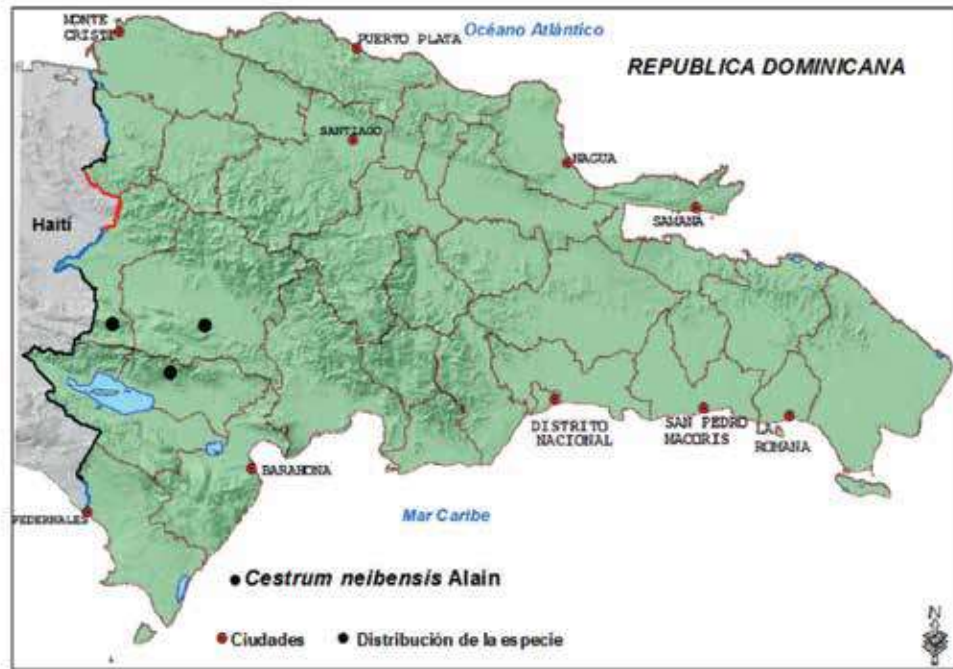 MONTE
CRISTI
PUERTO PLATA
Océano Atlántico
REPUBLICA DOMINICANA
SANTIAGO
NAGUA
SAMANA
Haití
DISTRITO
NACIONAL
SAN PEDRO
MACORIS
LA
ROMANA
BARAHONA
PEDERNALES
Mar Caribe
Cestrum neibensis Alain
Ciudades
Distribución de la especie
N